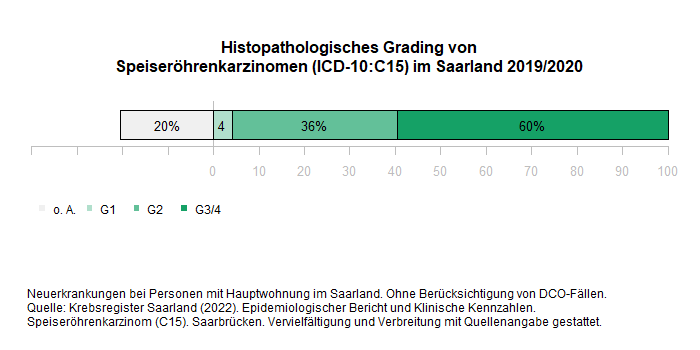 Histopathologisches Grading von
Speiseröhrenkarzinomen (ICD-10:C15) im Saarland 2019/2020
20% 4 36% 60%
0 10 20 30 40 50 60 70 80 90 100
o. A. G1 G2 G3/4
Neuerkrankungen bei Personen mit Hauptwohnung im Saarland. Ohne Berücksichtigung von DCO-Fällen.
Quelle: Krebsregister Saarland (2022). Epidemiologischer Bericht und Klinische Kennzahlen.
Speiseröhrenkarzinom (C15). Saarbrücken. Vervielfältigung und Verbreitung mit Quellenangabe gestattet.